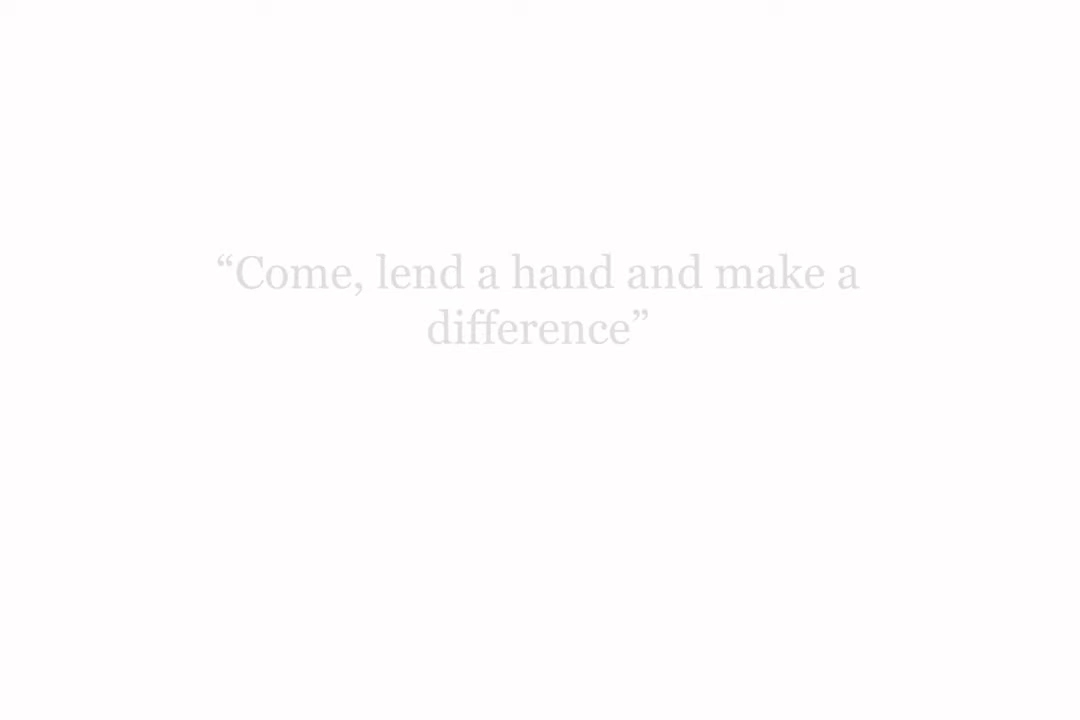 “Come, lend a hand and make a
difference”